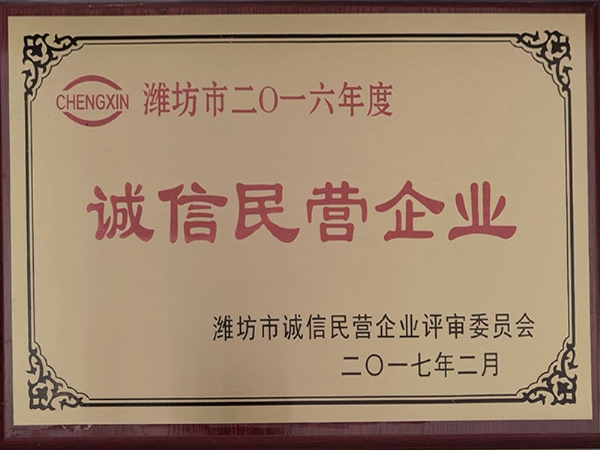 CHENGXIN 潍坊市二〇一六年度
诚信民营企业
潍坊市诚信民营企业评审委员会
二〇一七年二月